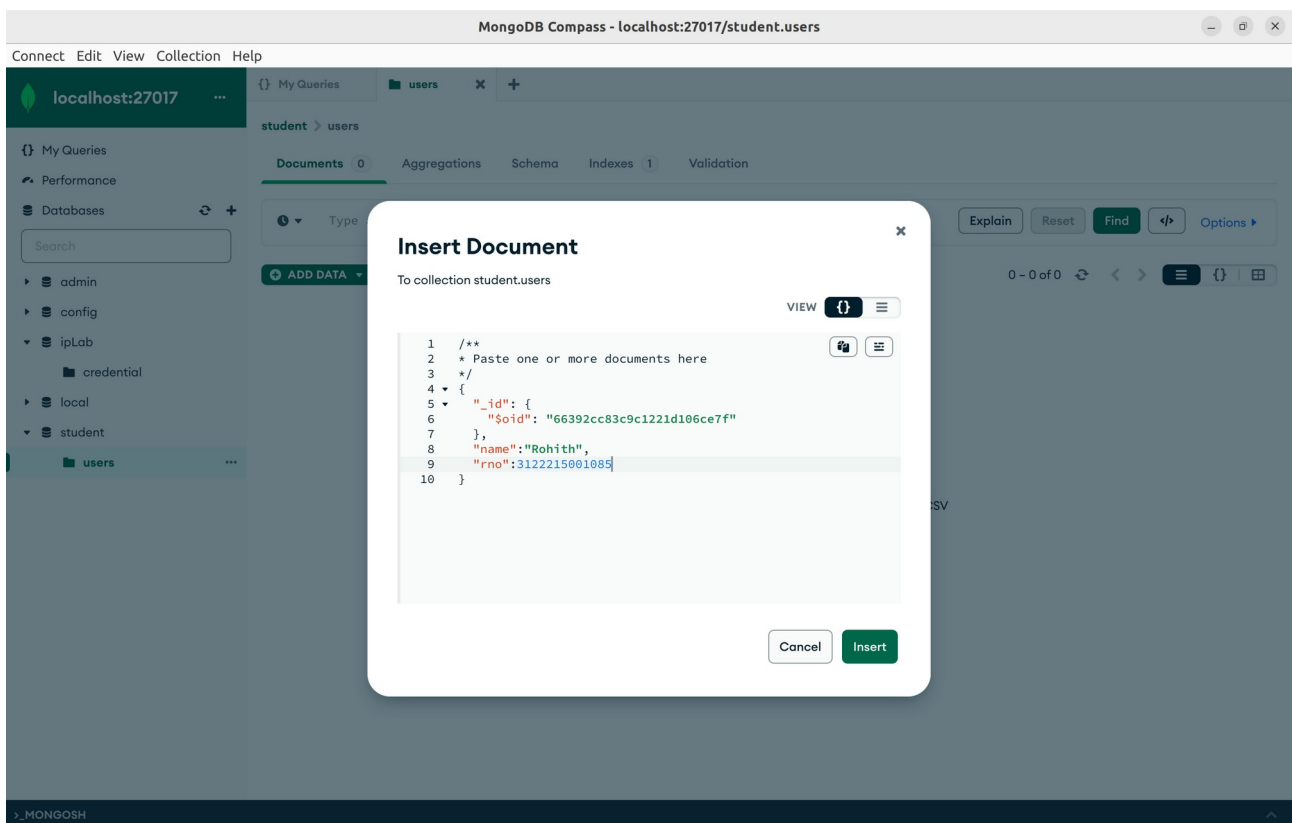 MongoDB Compass - localhost:27017/student.users
Connect Edit View Collection Help
localhost:27017 ...
{} My Queries
Performance
Databases
Search
admin
config
ipLab
credential
local
student
users ...
{} My Queries users
student > users
Documents 0 Aggregations Schema Indexes 1 Validation
Type
Explain Reset Find </> Options
ADD DATA
0 – 0 of 0 {}
Insert Document
To collection student.users
VIEW {}
1 /**
2 * Paste one or more documents here
3 */
4 {
5 "_id": {
6 "$oid": "66392cc83c9c1221d106ce7f"
7 },
8 "name":"Rohith",
9 "rno":3122215001085
10 }
Cancel Insert
>_MONGOSH